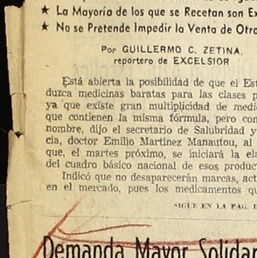 ★ La Mayoría de los que se Recetan son Ex
★ No se Pretende Impedir la Venta de Otro
Por GUILLERMO C. ZETINA,
reportero de EXCELSIOR
Está abierta la posibilidad de que el Est
duzca medicinas baratas para las clases p
ya que existe gran multiplicidad de medic
que contienen la misma fórmula, pero con
nombre, dijo el secretario de Salubridad y
cia, doctor Emilio Martínez Manautou, al
que, el martes próximo, se iniciará la ela
del cuadro básico nacional de esos produc
Indicó que no desaparecerán marcas, act
en el mercado, pues los medicamentos qu
SIGUE EN LA PAG.
Demanda Mayor Solidar